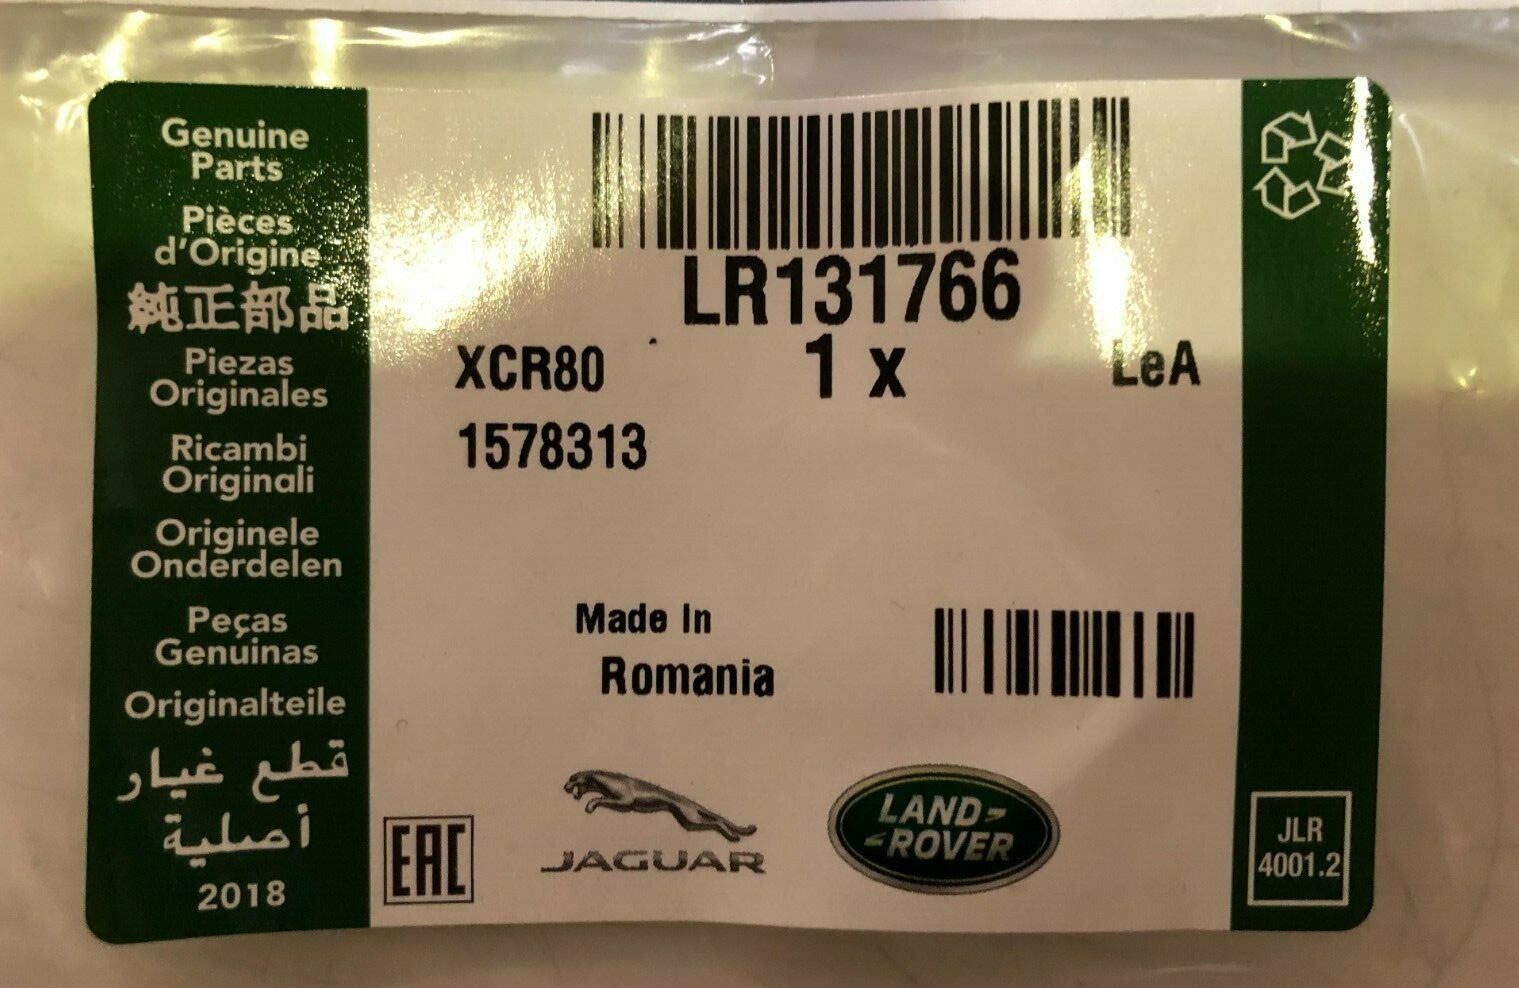 Genuine
Parts
Pièces
d'Origine
純正部品
Piezas
Originales
Ricambi
Originali
Originele
Onderdelen
Peças
Genuinas
Originalteile
قطع غيار
أصلية
2018
LR131766
XCR80
1 x
LeA
1578313
Made In
Romania
EAC
JAGUAR
LAND-
-ROVER
JLR
4001.2